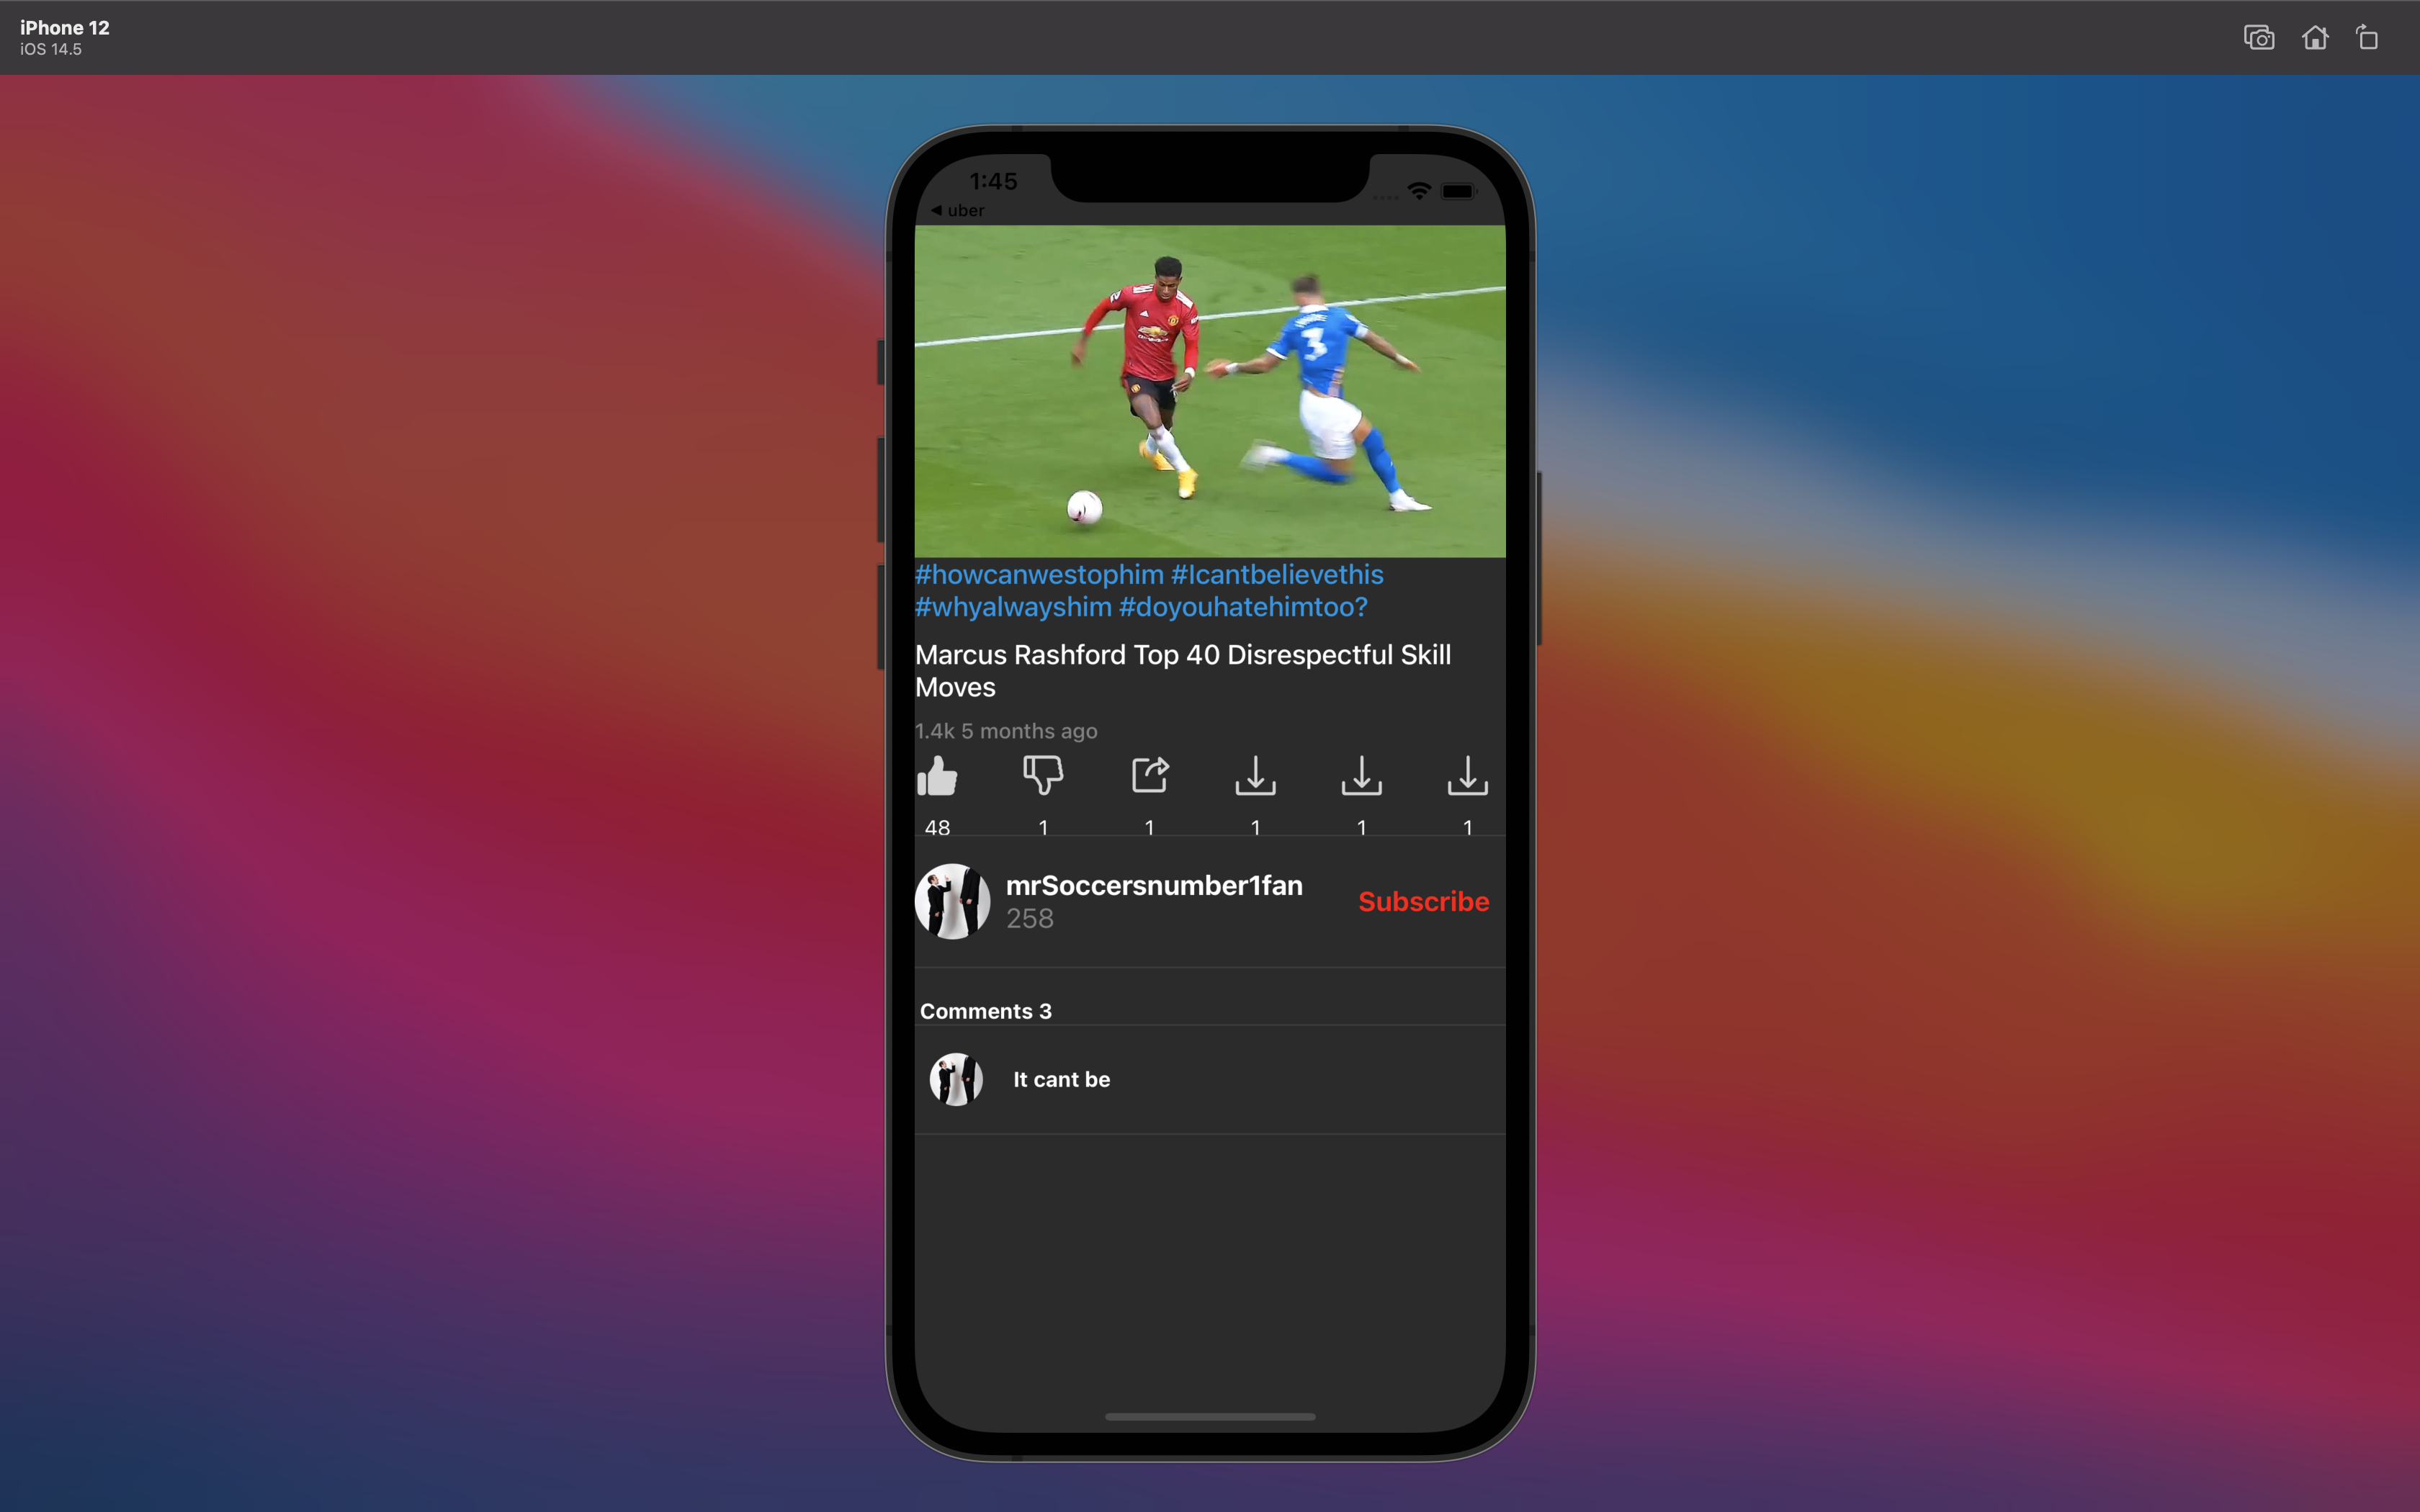 iPhone 12
iOS 14.5
1:45
◀ uber
3
#howcanwestophim #Icantbelievethis
#whyalwayshim #doyouhatehimtoo?
Marcus Rashford Top 40 Disrespectful Skill
Moves
1.4k 5 months ago
48 1 1 1 1 1
mrSoccersnumber1fan
258
Subscribe
Comments 3
It cant be